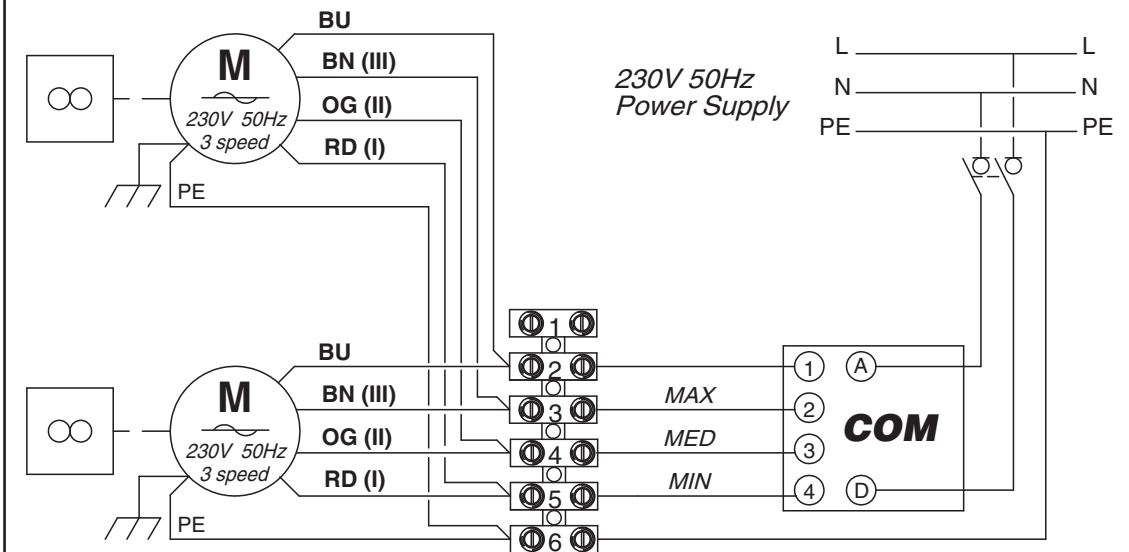 BU
BN (III)
OG (II)
RD (I)
M
230V 50Hz
3 speed
PE
230V 50Hz
Power Supply
L L
N N
PE PE
BU
BN (III)
OG (II)
RD (I)
M
230V 50Hz
3 speed
PE
1
2
3
4
5
6
MAX
MED
MIN
1 A
2
3
4 D
COM